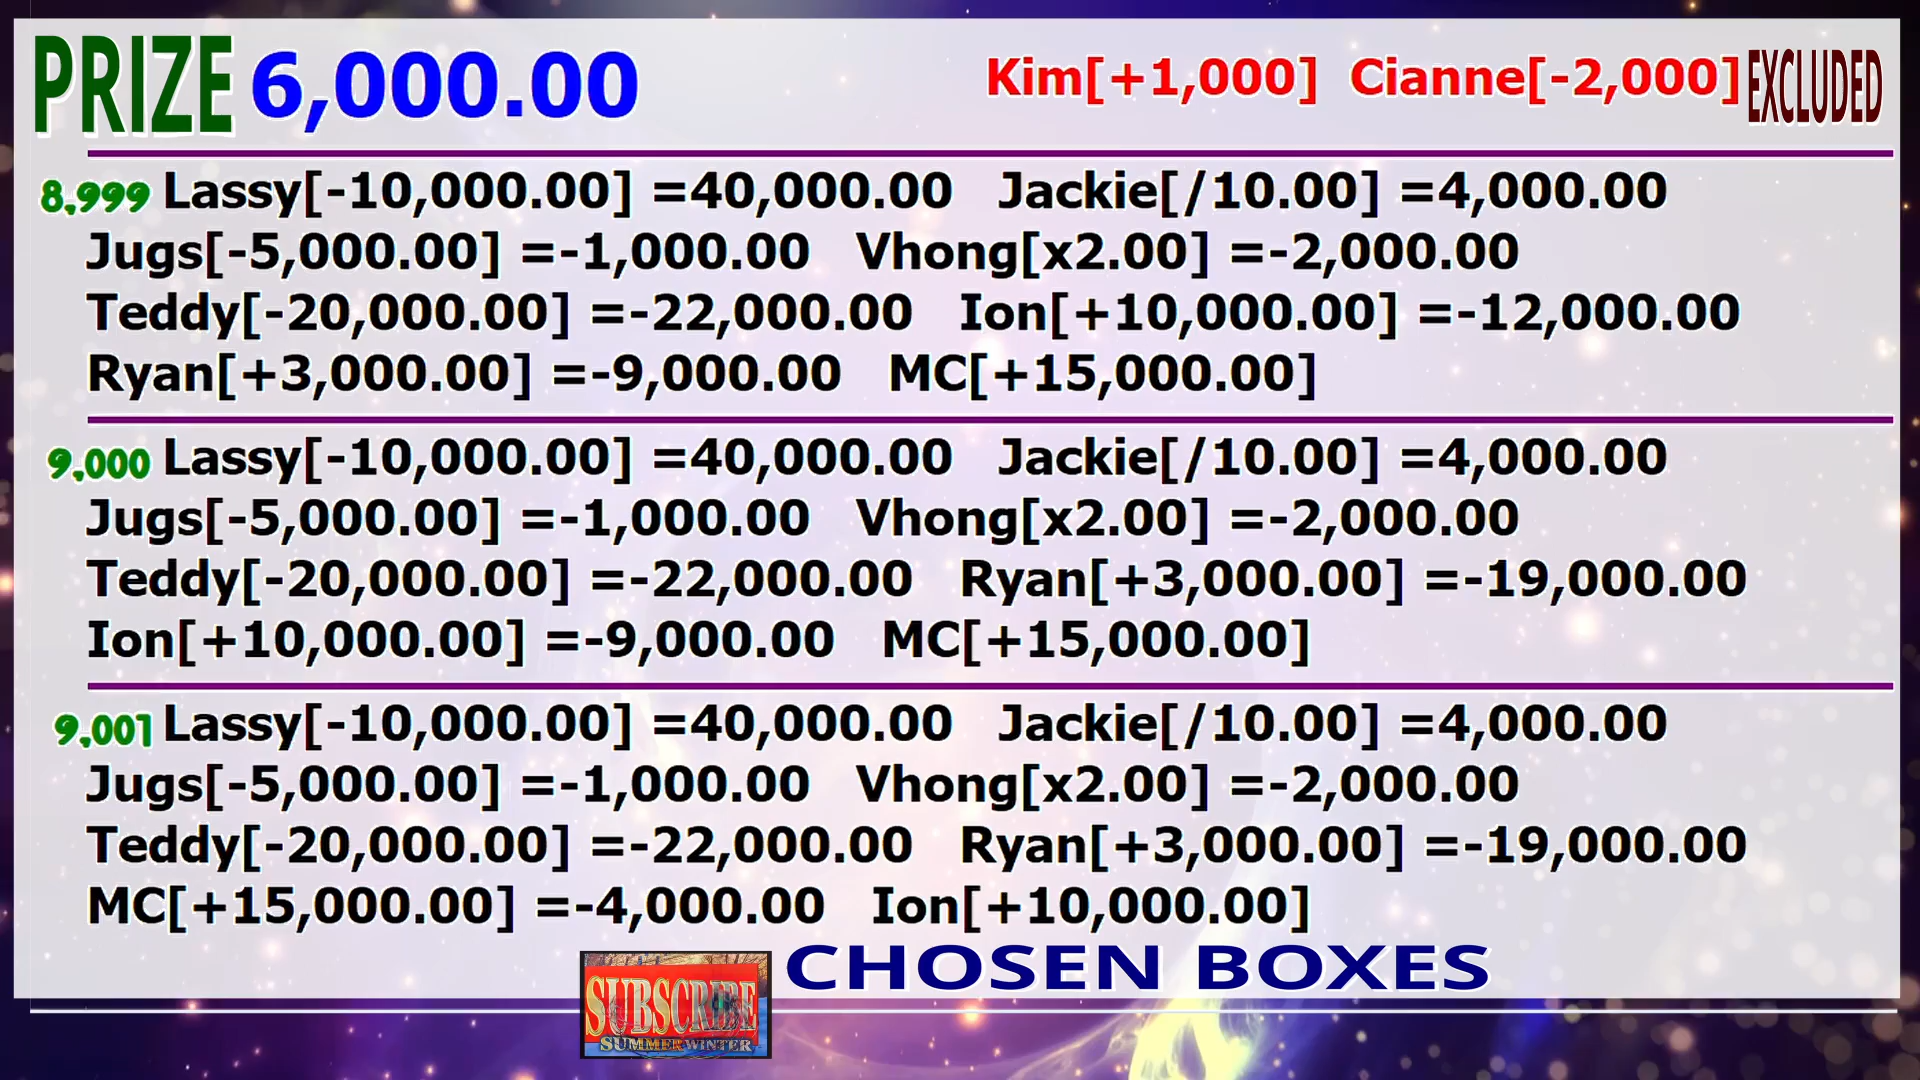 PRIZE 6,000.00 Kim[+1,000] Cianne[-2,000] EXCLUDED
8,999 Lassy[-10,000.00] =40,000.00 Jackie[/10.00] =4,000.00
Jugs[-5,000.00] =-1,000.00 Vhong[x2.00] =-2,000.00
Teddy[-20,000.00] =-22,000.00 Ion[+10,000.00] =-12,000.00
Ryan[+3,000.00] =-9,000.00 MC[+15,000.00]
9,000 Lassy[-10,000.00] =40,000.00 Jackie[/10.00] =4,000.00
Jugs[-5,000.00] =-1,000.00 Vhong[x2.00] =-2,000.00
Teddy[-20,000.00] =-22,000.00 Ryan[+3,000.00] =-19,000.00
Ion[+10,000.00] =-9,000.00 MC[+15,000.00]
9,001 Lassy[-10,000.00] =40,000.00 Jackie[/10.00] =4,000.00
Jugs[-5,000.00] =-1,000.00 Vhong[x2.00] =-2,000.00
Teddy[-20,000.00] =-22,000.00 Ryan[+3,000.00] =-19,000.00
MC[+15,000.00] =-4,000.00 Ion[+10,000.00]
CHOSEN BOXES
SUBSCRIBE
SUMMER WINTER